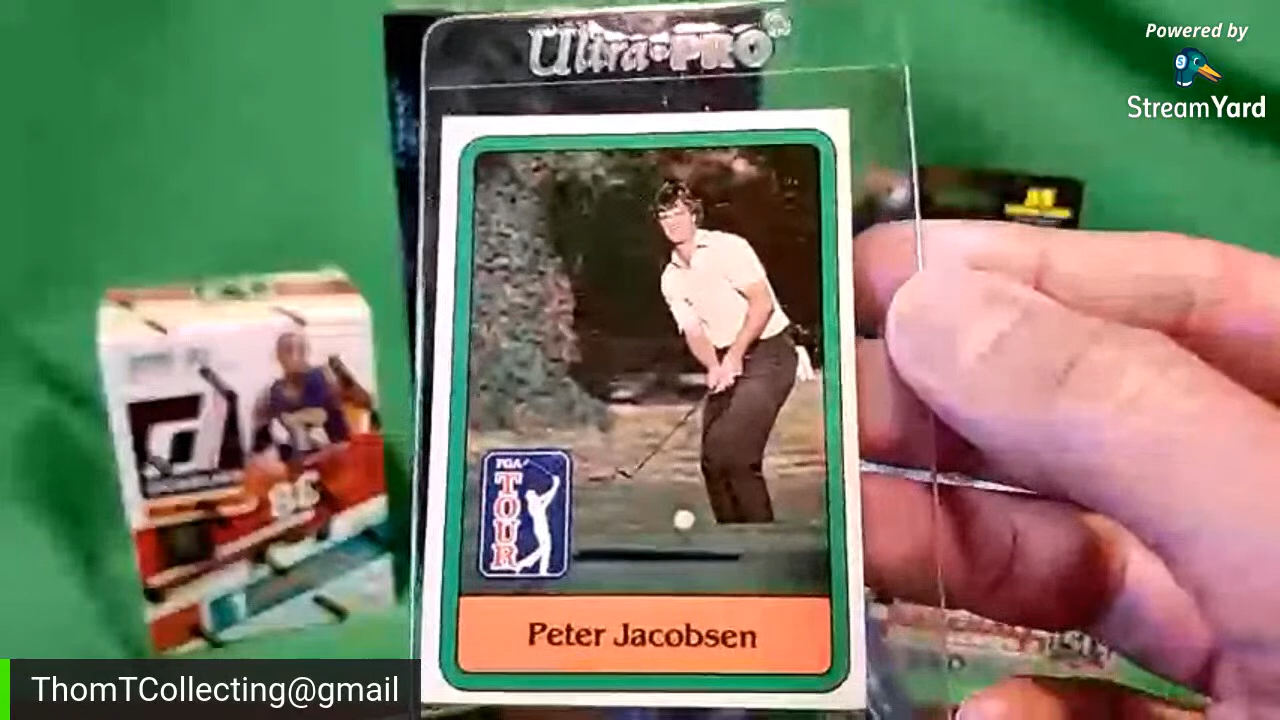 Ultra•PRO®
Powered by
StreamYard
PGA
TOUR
Peter Jacobsen
ThomTCollecting@gmail